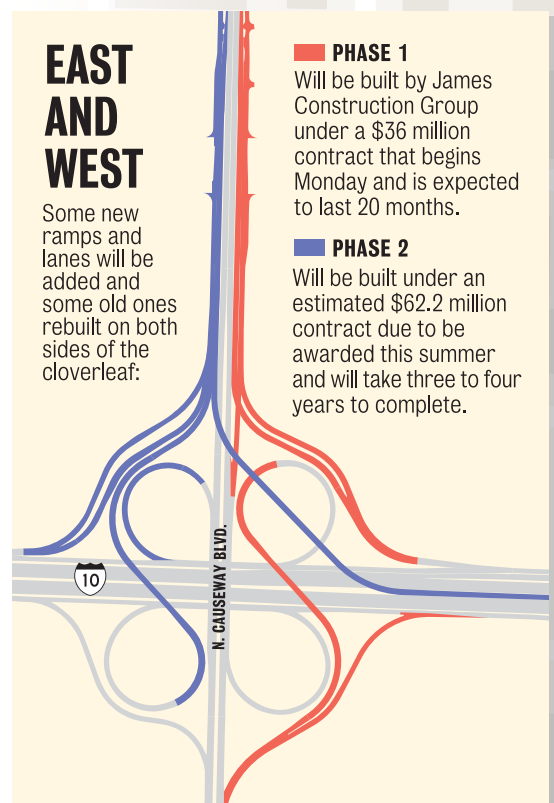 EAST
AND
WEST
Some new
ramps and
lanes will be
added and
some old ones
rebuilt on both
sides of the
cloverleaf:
PHASE 1
Will be built by James
Construction Group
under a $36 million
contract that begins
Monday and is expected
to last 20 months.
PHASE 2
Will be built under an
estimated $62.2 million
contract due to be
awarded this summer
and will take three to four
years to complete.
10
N. CAUSEWAY BLVD.